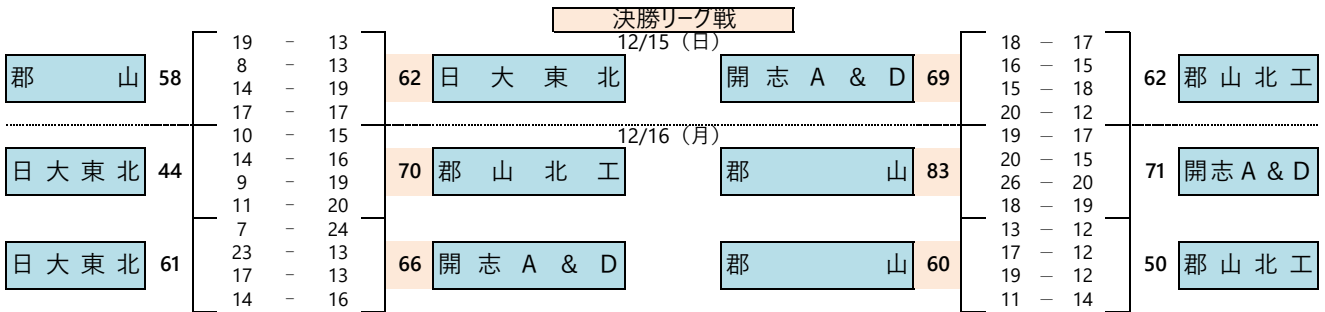 決勝リーグ戦
12/15（日）
19 - 13
8 - 13
郡山 58 62 日大東北
14 - 19
17 - 17
18 － 17
16 － 15
開志A&D 69 62 郡山北工
15 － 18
20 － 12
12/16（月）
10 - 15
14 - 16
日大東北 44 70 郡山北工
9 - 19
11 - 20
19 － 17
20 － 15
郡山 83 71 開志A&D
26 － 20
18 － 19
7 - 24
23 - 13
日大東北 61 66 開志A&D
17 - 13
14 - 16
13 － 12
17 － 12
郡山 60 50 郡山北工
19 － 12
11 － 14